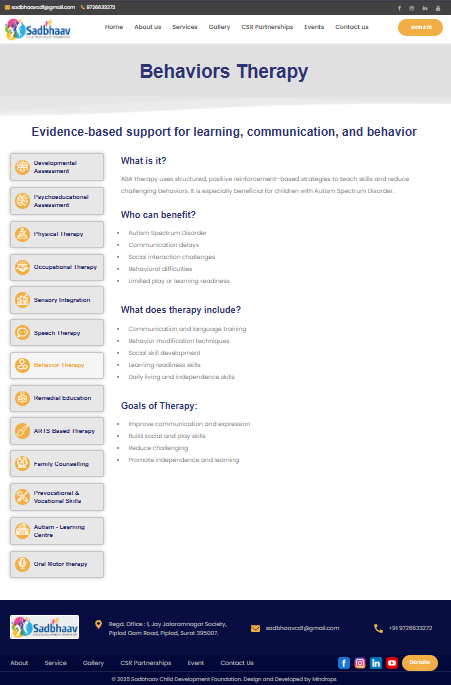 sadbhaavcdf@gmail.com 9726633272
Sadbhaav
Home About us Services Gallery CSR Partnerships Events Contact us DONATE
Behaviors Therapy
Evidence-based support for learning, communication, and behavior
Developmental
Assessment
Psychoeducational
Assessment
Physical Therapy
Occupational Therapy
Sensory Integration
Speech Therapy
Behavior Therapy
Remedial Education
ARTS Based Therapy
Family Counselling
Prevocational &
Vocational Skills
Autism - Learning
Centre
Oral Motor therapy
What is it?
ABA therapy uses structured, positive reinforcement-based strategies to teach skills and reduce
challenging behaviors. It is especially beneficial for children with Autism Spectrum Disorder.
Who can benefit?
• Autism Spectrum Disorder
• Communication delays
• Social interaction challenges
• Behavioral difficulties
• Limited play or learning readiness
What does therapy include?
• Communication and language training
• Behavior modification techniques
• Social skill development
• Learning readiness skills
• Daily living and independence skills
Goals of Therapy:
• Improve communication and expression
• Build social and play skills
• Reduce challenging
• Promote independence and learning
Sadbhaav
Regd. Office : 1, Jay Jalaramnagar Society,
Piplod Gam Road, Piplod, Surat 395007.
sadbhaavcdf@gmail.com
+91 9726633272
About Service Gallery CSR Partnerships Event Contact Us Donate
© 2025 Sadbhaav Child Development Foundation. Design and Developed by Mindrops